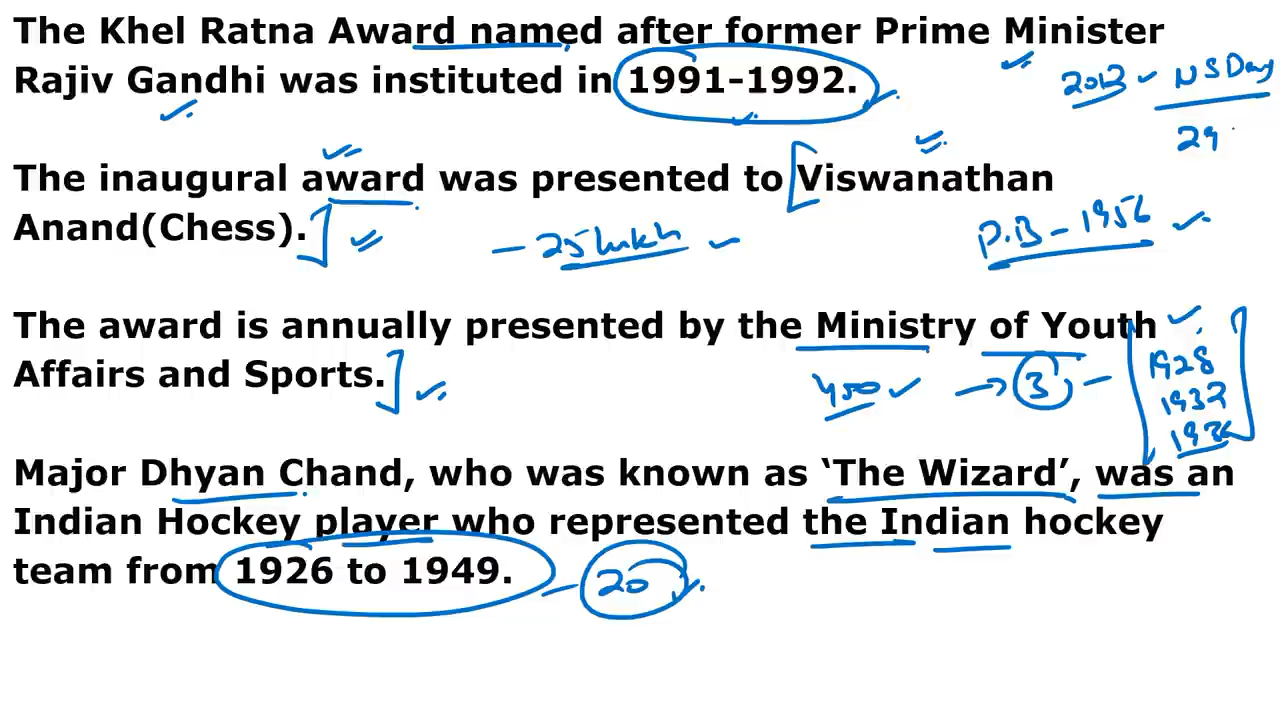 The Khel Ratna Award named after former Prime Minister
Rajiv Gandhi was instituted in 1991-1992.
2012 NS Day
29
The inaugural award was presented to Viswanathan
Anand(Chess).
- 25 lakh
P.B - 1956
The award is annually presented by the Ministry of Youth
Affairs and Sports.
400
3 -
1928
1932
1936
Major Dhyan Chand, who was known as ‘The Wizard’, was an
Indian Hockey player who represented the Indian hockey
team from 1926 to 1949.
- 20